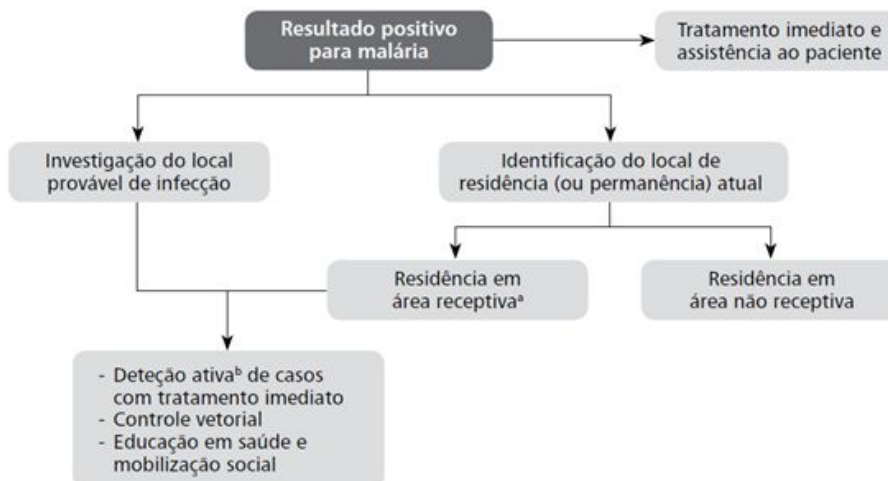 Resultado positivo
para malária
Tratamento imediato e
assistência ao paciente
Investigação do local
provável de infecção
Identificação do local de
residência (ou permanência) atual
Residência em
área receptivaᵃ
Residência em
área não receptiva
- Deteção ativaᵇ de casos
com tratamento imediato
- Controle vetorial
- Educação em saúde e
mobilização social